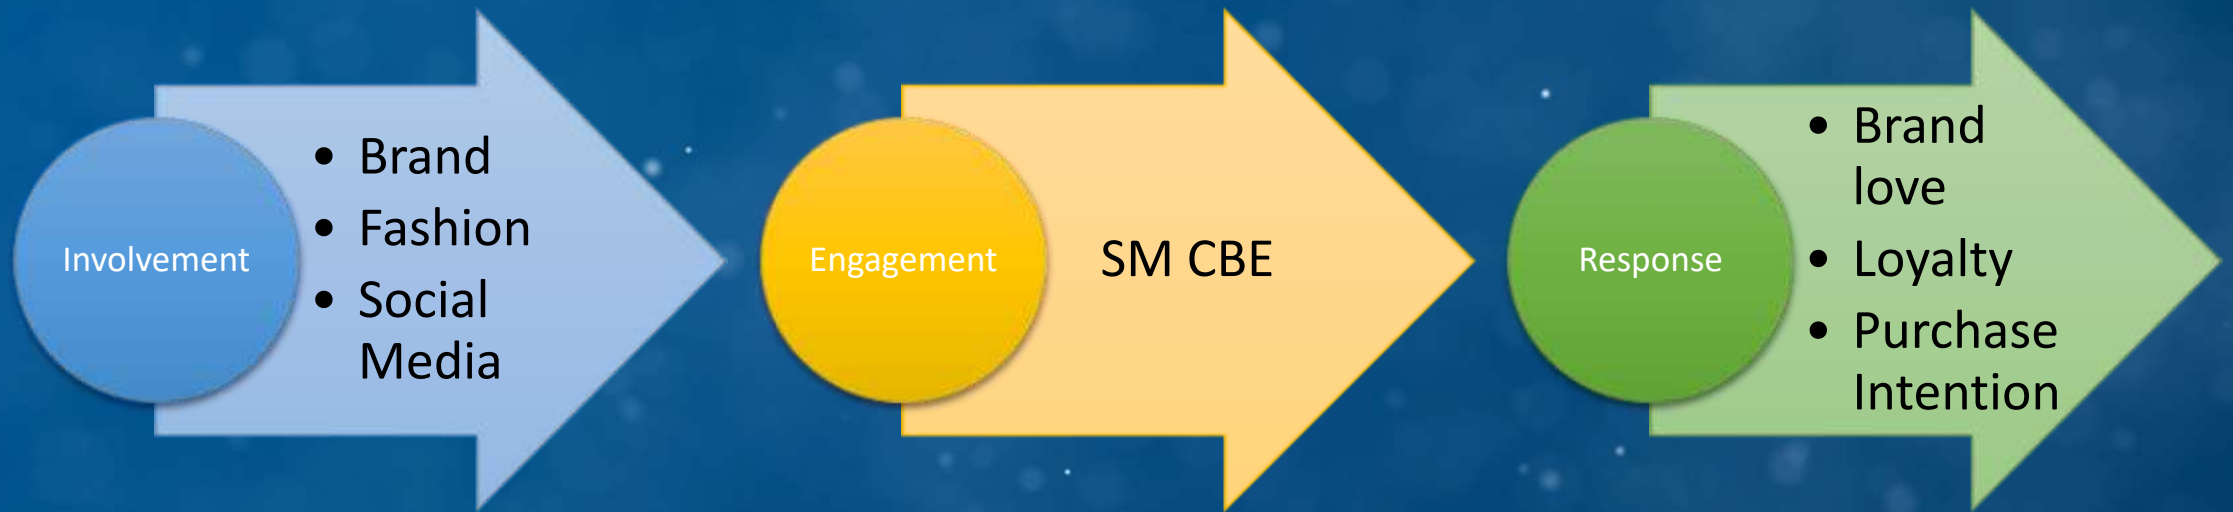 Involvement
• Brand
• Fashion
• Social
Media
Engagement
SM CBE
Response
• Brand
love
• Loyalty
• Purchase
Intention